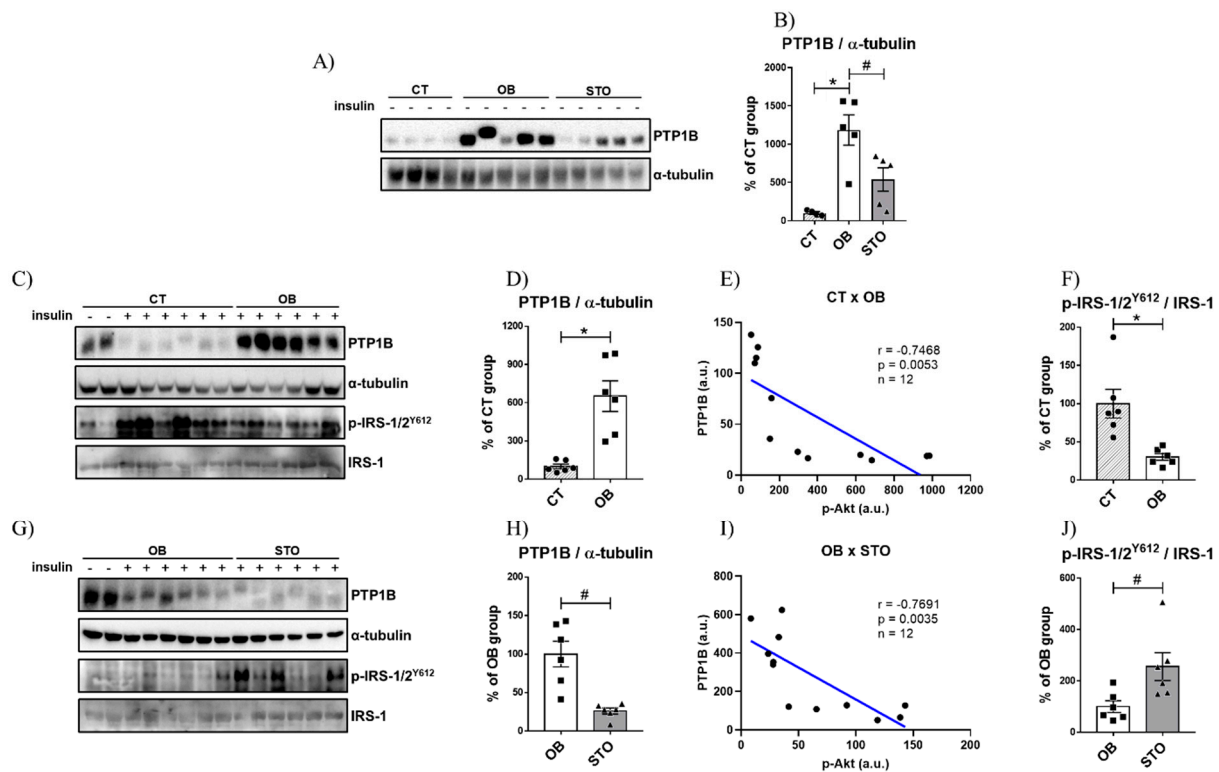 A)
CT OB STO
insulin - - - - - - - - - - - - - -
PTP1B
α-tubulin
B)
PTP1B / α-tubulin
% of CT group
2000
1500
1000
500
0
* #
CT OB STO
C)
CT OB
insulin - - + + + + + + + + + + + +
PTP1B
α-tubulin
p-IRS-1/2Y612
IRS-1
D)
PTP1B / α-tubulin
% of CT group
1200
900
600
300
0
*
CT OB
E)
CT x OB
PTP1B (a.u.)
150
100
50
0
r = -0.7468
p = 0.0053
n = 12
0 200 400 600 800 1000 1200
p-Akt (a.u.)
F)
p-IRS-1/2Y612 / IRS-1
% of CT group
200
150
100
50
0
*
CT OB
G)
OB STO
insulin - - + + + + + + + + + + + +
PTP1B
α-tubulin
p-IRS-1/2Y612
IRS-1
H)
PTP1B / α-tubulin
% of OB group
200
150
100
50
0
#
OB STO
I)
OB x STO
PTP1B (a.u.)
800
600
400
200
0
r = -0.7691
p = 0.0035
n = 12
0 50 100 150 200
p-Akt (a.u.)
J)
p-IRS-1/2Y612 / IRS-1
% of OB group
600
400
200
0
#
OB STO